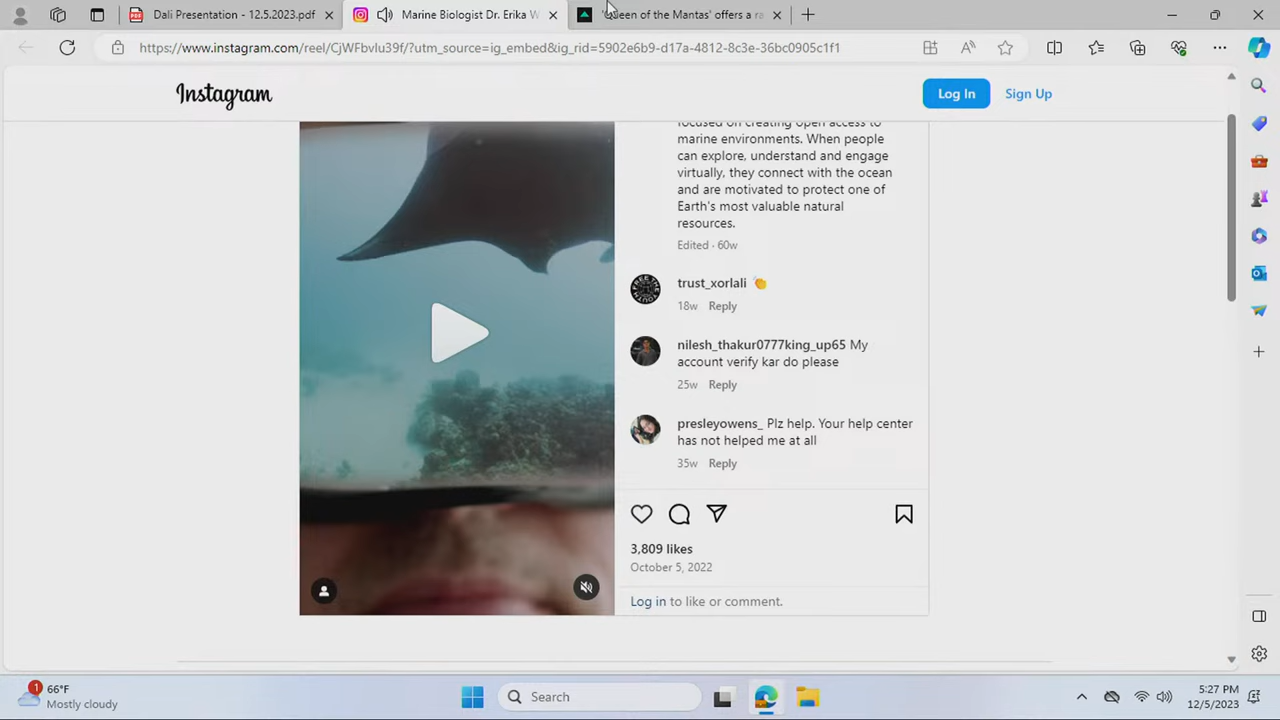 Dali Presentation - 12.5.2023.pdf
Marine Biologist Dr. Erika W
'Queen of the Mantas' offers a ra
https://www.instagram.com/reel/CjWFbvlu39f/?utm_source=ig_embed&ig_rid=5902e6b9-d17a-4812-8c3e-36bc0905c1f1
Instagram
Log In
Sign Up
focused on creating open access to
marine environments. When people
can explore, understand and engage
virtually, they connect with the ocean
and are motivated to protect one of
Earth's most valuable natural
resources.
Edited · 60w
trust_xorlali 👏
18w Reply
nilesh_thakur0777king_up65 My
account verify kar do please
25w Reply
presleyowens_ Plz help. Your help center
has not helped me at all
35w Reply
3,809 likes
October 5, 2022
Log in to like or comment.
1
66°F
Mostly cloudy
Search
5:27 PM
12/5/2023